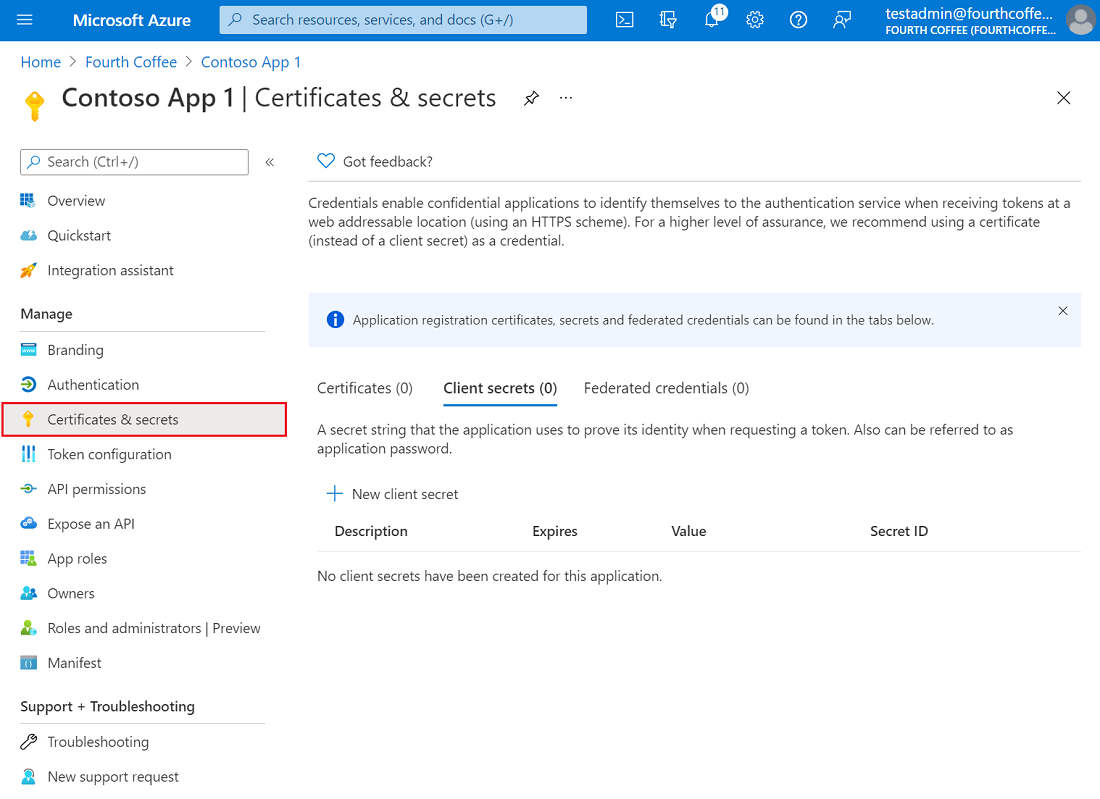 Microsoft Azure
Search resources, services, and docs (G+/)
11
testadmin@fourthcoffe...
FOURTH COFFEE (FOURTHCOFFE...
Home > Fourth Coffee > Contoso App 1
Contoso App 1 | Certificates & secrets
Search (Ctrl+/)
Overview
Quickstart
Integration assistant
Manage
Branding
Authentication
Certificates & secrets
Token configuration
API permissions
Expose an API
App roles
Owners
Roles and administrators | Preview
Manifest
Support + Troubleshooting
Troubleshooting
New support request
Got feedback?
Credentials enable confidential applications to identify themselves to the authentication service when receiving tokens at a
web addressable location (using an HTTPS scheme). For a higher level of assurance, we recommend using a certificate
(instead of a client secret) as a credential.
Application registration certificates, secrets and federated credentials can be found in the tabs below.
Certificates (0) Client secrets (0) Federated credentials (0)
A secret string that the application uses to prove its identity when requesting a token. Also can be referred to as
application password.
New client secret
Description Expires Value Secret ID
No client secrets have been created for this application.